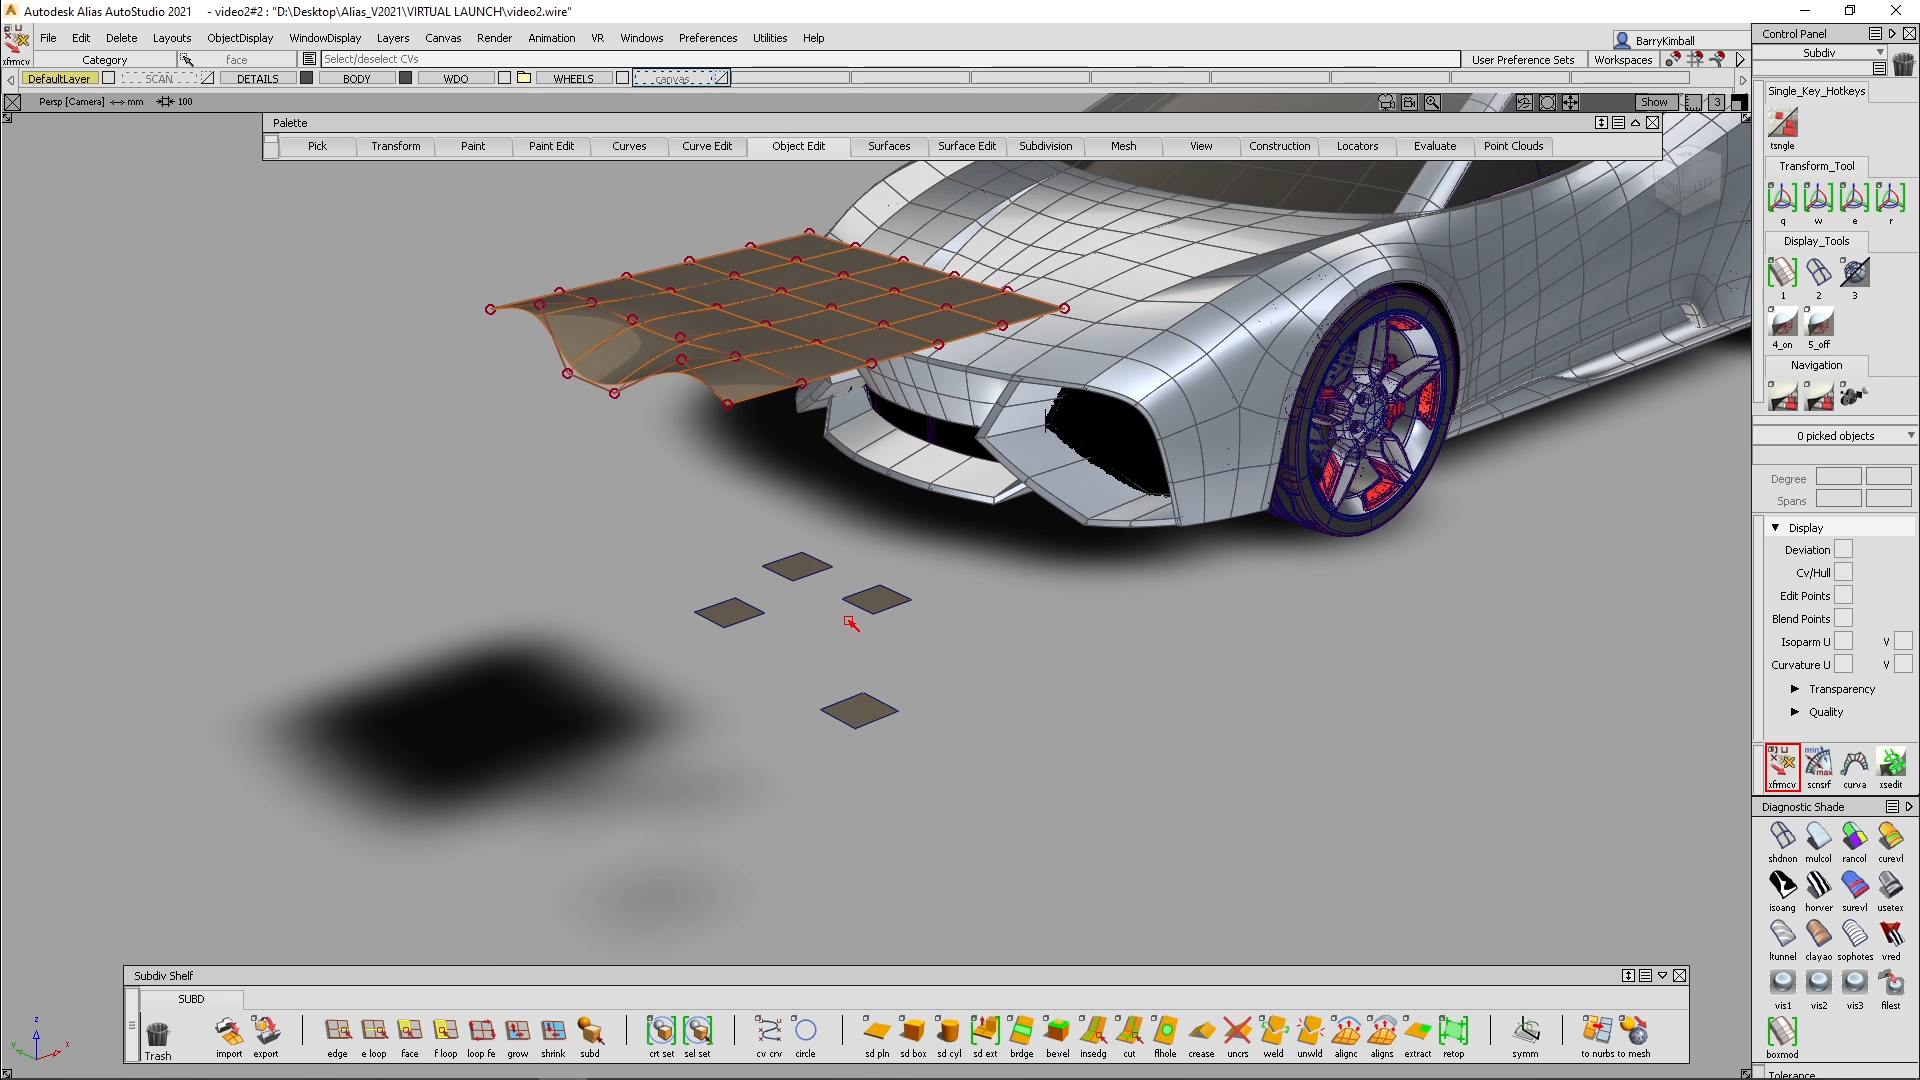 Autodesk Alias AutoStudio 2021 - video2#2 : "D:\Desktop\Alias_V2021\VIRTUAL LAUNCH\video2.wire"
xfrmcv File Edit Delete Layouts ObjectDisplay WindowDisplay Layers Canvas Render Animation VR Windows Preferences Utilities Help BarryKimball
Category face Select/deselect CVs User Preference Sets Workspaces
DefaultLayer SCAN DETAILS BODY WDO WHEELS canvas
Persp [Camera] mm 100 Show 3
Palette
Pick Transform Paint Paint Edit Curves Curve Edit Object Edit Surfaces Surface Edit Subdivision Mesh View Construction Locators Evaluate Point Clouds
LEFT
Control Panel
Subdiv
Single_Key_Hotkeys
tsngle
Transform_Tool
q w e r
Display_Tools
1 2 3
4_on 5_off
Navigation
0 picked objects
Degree
Spans
Display
Deviation
Cv/Hull
Edit Points
Blend Points
Isoparm U V
Curvature U V
Transparency
Quality
min
max
xfrmcv scnsrf curva xsedit
Diagnostic Shade
shdnon mulcol rancol curevl
isoang horver surevl usetex
ltunnel clayao sophotes vred
vis1 vis2 vis3 filest
boxmod
Tolerance
Subdiv Shelf
SUBD
Trash import export edge e loop face f loop loop fe grow shrink subd crt set sel set cv crv circle sd pln sd box sd cyl sd ext brdge bevel insedg cut flhole crease uncrs weld unwld alignc aligns extract retop symm to nurbs to mesh
z
y
x